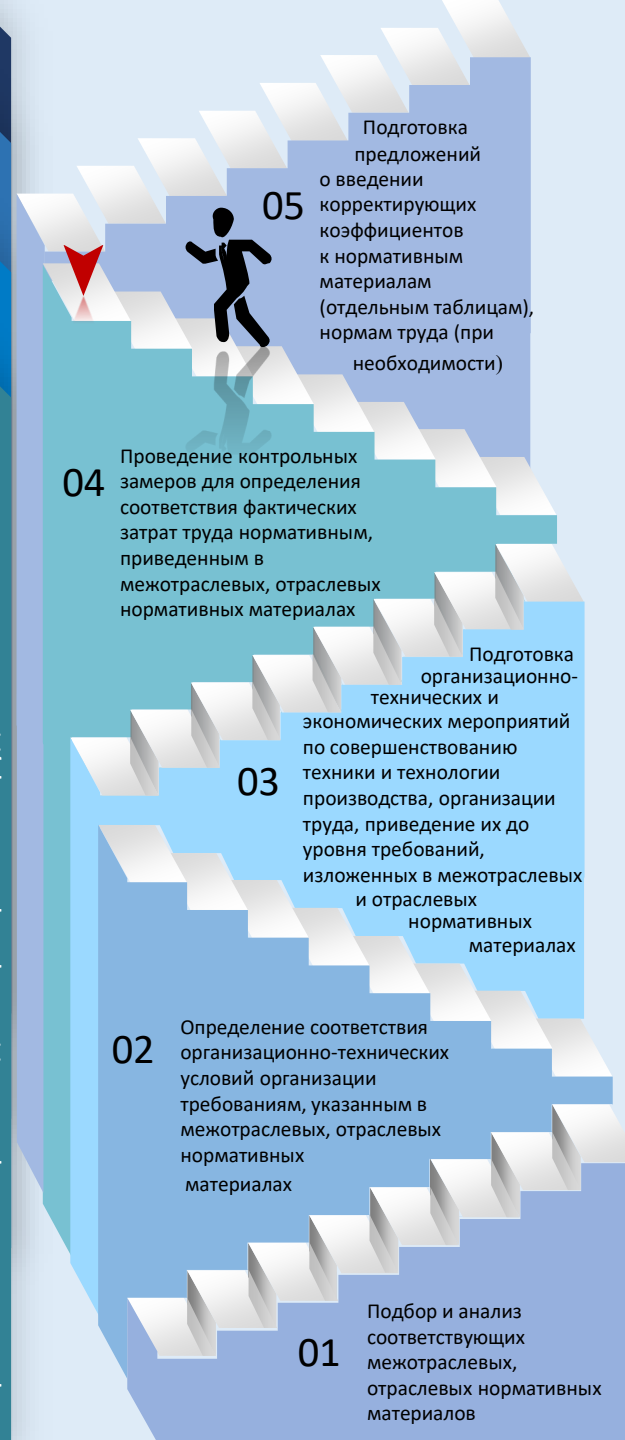 Подготовка
предложений
о введении
05
корректирующих
коэффициентов
к нормативным
материалам
(отдельным таблицам),
нормам труда (при
необходимости)
04
Проведение контрольных
замеров для определения
соответствия фактических
затрат труда нормативным,
приведенным в
межотраслевых, отраслевых
нормативных материалах
Подготовка
организационно-
технических и
экономических мероприятий
по совершенствованию
03
техники и технологии
производства, организации
труда, приведение их до
уровня требований,
изложенных в межотраслевых
и отраслевых
нормативных
материалах
02
Определение соответствия
организационно-технических
условий организации
требованиям, указанным в
межотраслевых, отраслевых
нормативных
материалах
01
Подбор и анализ
соответствующих
межотраслевых,
отраслевых нормативных
материалов